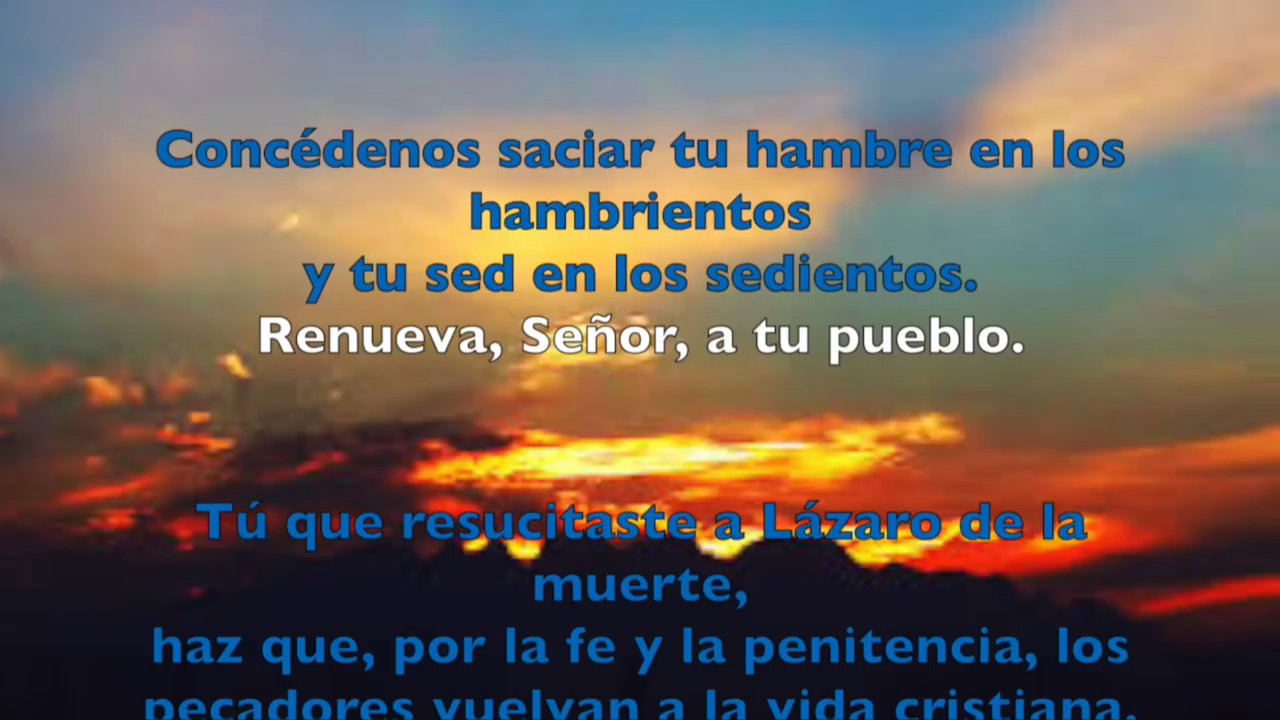 Concédenos saciar tu hambre en los
hambrientos
y tu sed en los sedientos.
Renueva, Señor, a tu pueblo.
Tú que resucitaste a Lázaro de la
muerte,
haz que, por la fe y la penitencia, los
pecadores vuelvan a la vida cristiana.